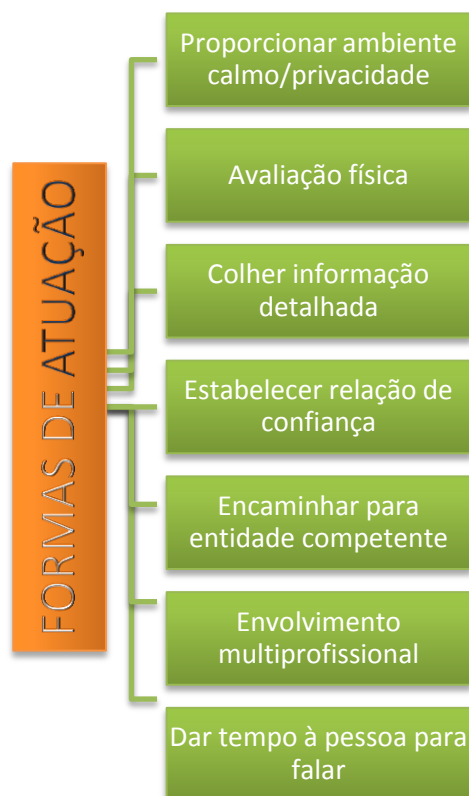 FORMAS DE ATUAÇÃO
Proporcionar ambiente
calmo/privacidade
Avaliação física
Colher informação
detalhada
Estabelecer relação de
confiança
Encaminhar para
entidade competente
Envolvimento
multiprofissional
Dar tempo à pessoa para
falar